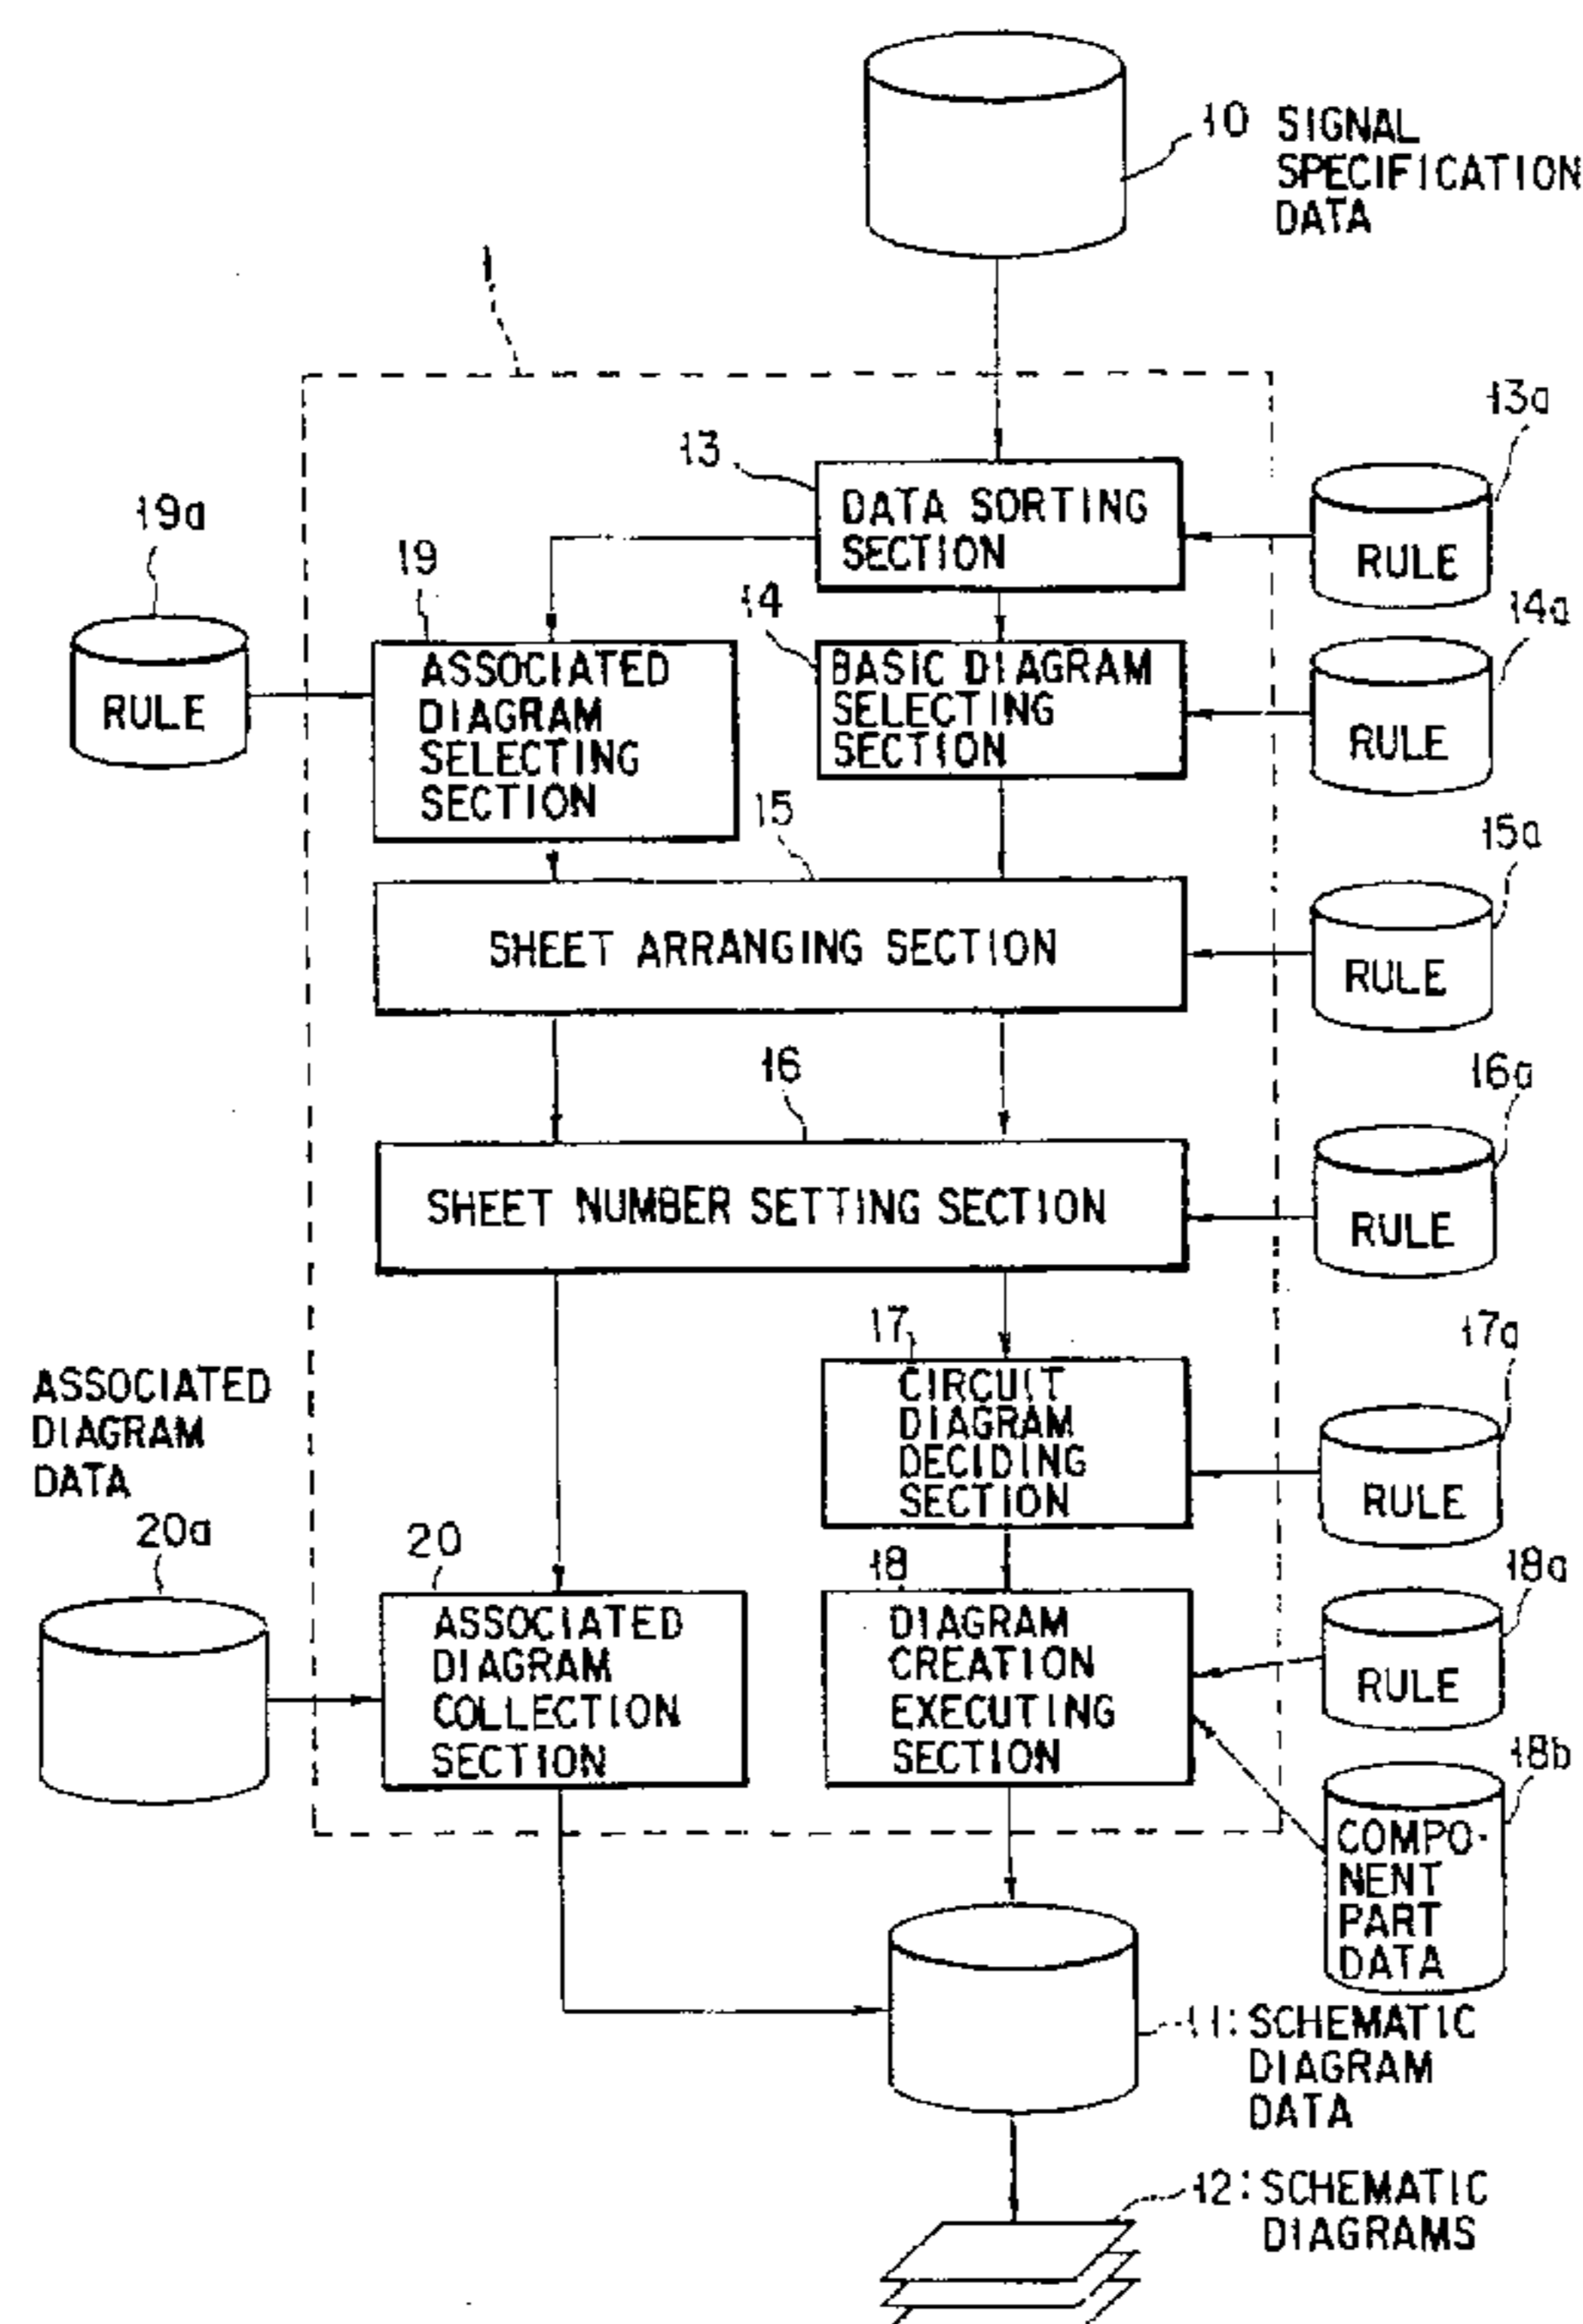 10 SIGNAL
SPECIFICATION
DATA
1
13a
13
DATA SORTING
SECTION
RULE
19a
RULE
19
ASSOCIATED
DIAGRAM
SELECTING
SECTION
14
BASIC DIAGRAM
SELECTING
SECTION
14a
RULE
15
SHEET ARRANGING SECTION
15a
RULE
16
SHEET NUMBER SETTING SECTION
16a
RULE
17
CIRCUIT
DIAGRAM
DECIDING
SECTION
17a
RULE
ASSOCIATED
DIAGRAM
DATA
20a
20
ASSOCIATED
DIAGRAM
COLLECTION
SECTION
18
DIAGRAM
CREATION
EXECUTING
SECTION
18a
RULE
18b
COMPO-
NENT
PART
DATA
11:SCHEMATIC
DIAGRAM
DATA
12:SCHEMATIC
DIAGRAMS